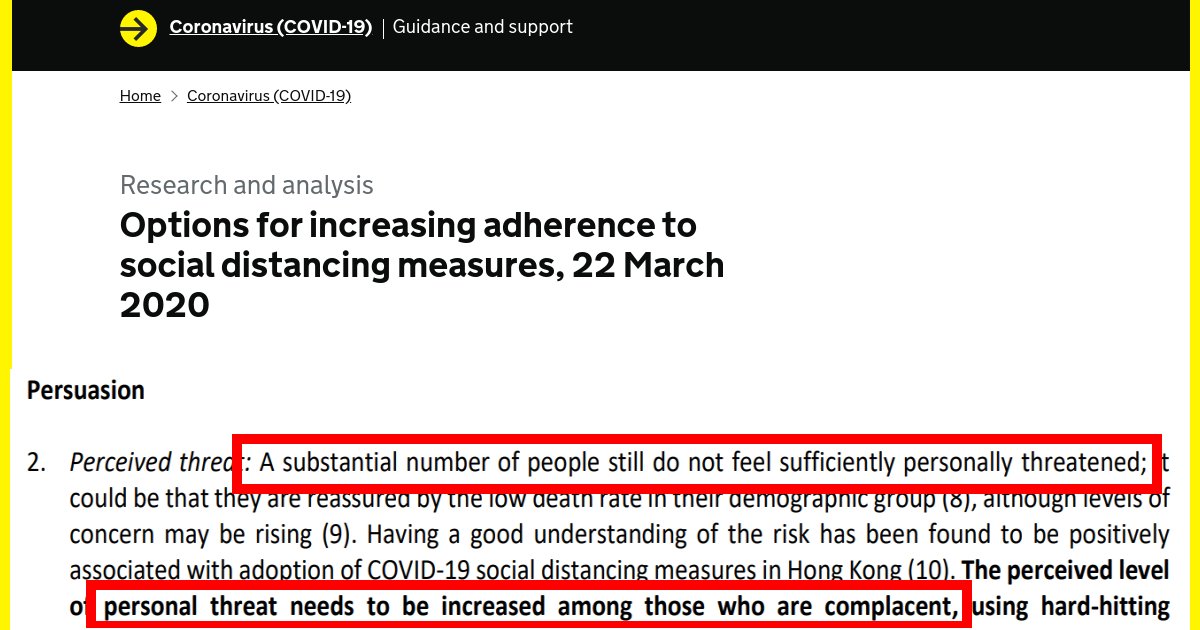 Coronavirus (COVID-19) | Guidance and support
Home > Coronavirus (COVID-19)
Research and analysis
Options for increasing adherence to
social distancing measures, 22 March
2020
Persuasion
2. Perceived threat: A substantial number of people still do not feel sufficiently personally threatened; it
could be that they are reassured by the low death rate in their demographic group (8), although levels of
concern may be rising (9). Having a good understanding of the risk has been found to be positively
associated with adoption of COVID-19 social distancing measures in Hong Kong (10). The perceived level
of personal threat needs to be increased among those who are complacent, using hard-hitting